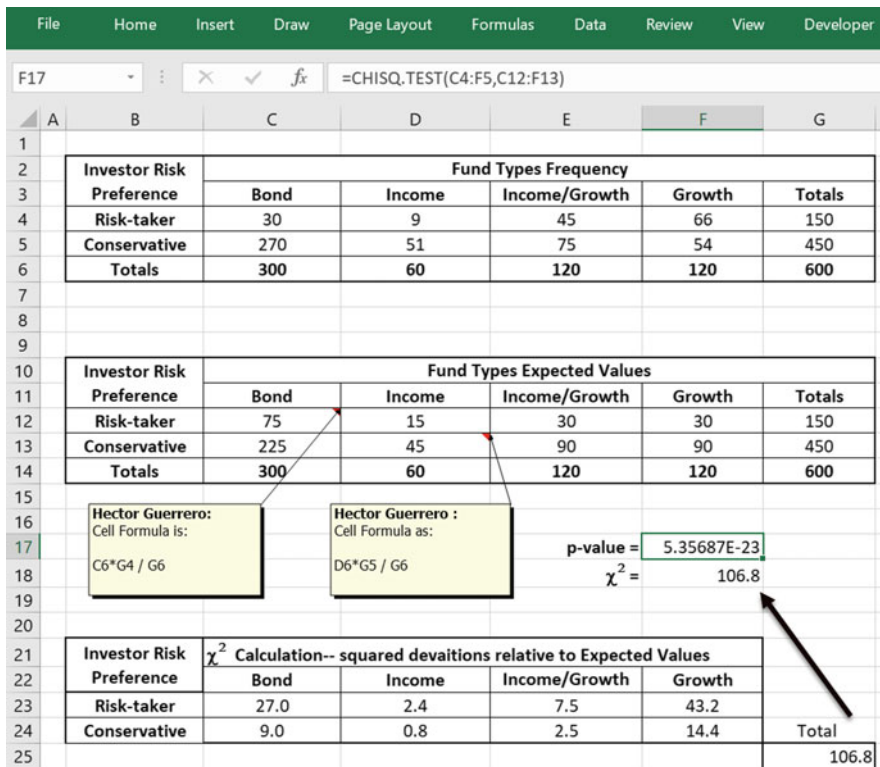 File Home Insert Draw Page Layout Formulas Data Review View Developer
F17 fx =CHISQ.TEST(C4:F5,C12:F13)
A B C D E F G
1
2 Investor Risk Fund Types Frequency
3 Preference Bond Income Income/Growth Growth Totals
4 Risk-taker 30 9 45 66 150
5 Conservative 270 51 75 54 450
6 Totals 300 60 120 120 600
7
8
9
10 Investor Risk Fund Types Expected Values
11 Preference Bond Income Income/Growth Growth Totals
12 Risk-taker 75 15 30 30 150
13 Conservative 225 45 90 90 450
14 Totals 300 60 120 120 600
15
16 Hector Guerrero: Hector Guerrero :
Cell Formula is: Cell Formula as:
17 p-value = 5.35687E-23
C6*G4 / G6 D6*G5 / G6
18 χ² = 106.8
19
20
21 Investor Risk χ² Calculation-- squared devaitions relative to Expected Values
22 Preference Bond Income Income/Growth Growth
23 Risk-taker 27.0 2.4 7.5 43.2
24 Conservative 9.0 0.8 2.5 14.4 Total
25 106.8